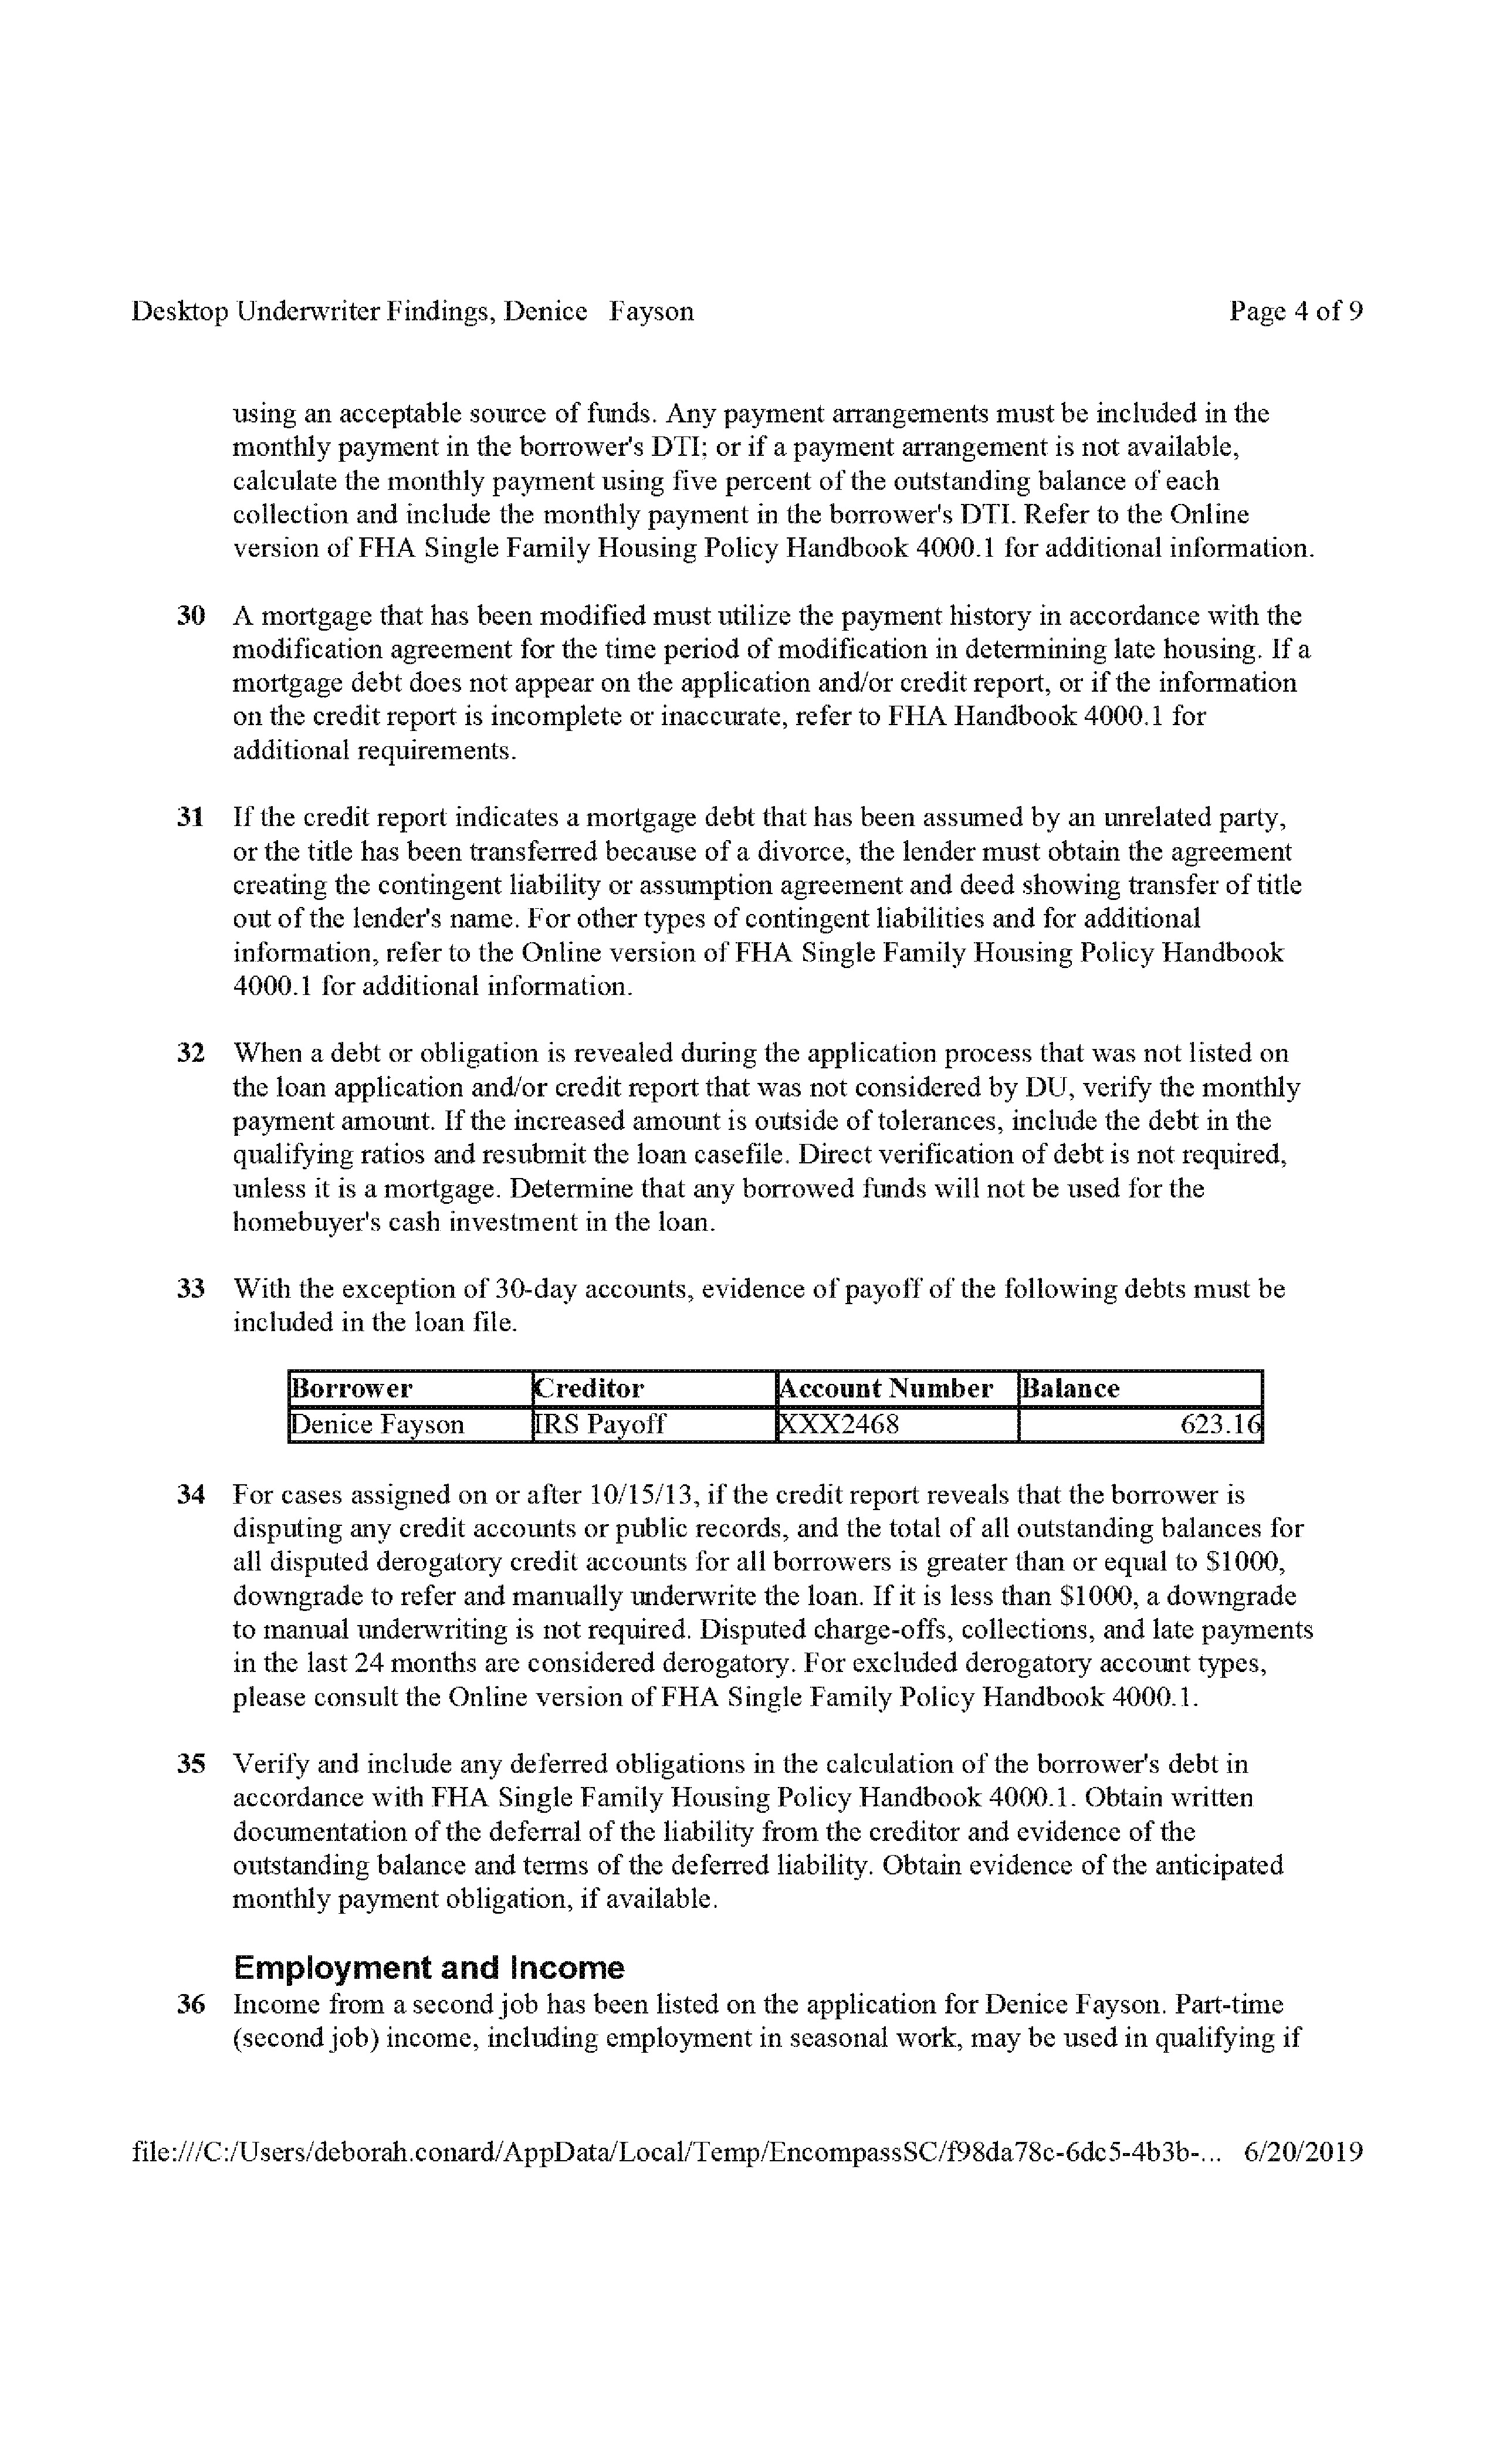 Desktop Underwriter Findings, Denice Fayson Page 4 of 9
using an acceptable source of funds. Any payment arrangements must be included in the
monthly payment in the borrower's DTI; or if a payment arrangement is not available,
calculate the monthly payment using five percent of the outstanding balance of each
collection and include the monthly payment in the borrower's DTI. Refer to the Online
version of FHA Single Family Housing Policy Handbook 4000.1 for additional information.
30 A mortgage that has been modified must utilize the payment history in accordance with the
modification agreement for the time period of modification in determining late housing. If a
mortgage debt does not appear on the application and/or credit report, or if the information
on the credit report is incomplete or inaccurate, refer to FHA Handbook 4000.1 for
additional requirements.
31 If the credit report indicates a mortgage debt that has been assumed by an unrelated party,
or the title has been transferred because of a divorce, the lender must obtain the agreement
creating the contingent liability or assumption agreement and deed showing transfer of title
out of the lender's name. For other types of contingent liabilities and for additional
information, refer to the Online version of FHA Single Family Housing Policy Handbook
4000.1 for additional information.
32 When a debt or obligation is revealed during the application process that was not listed on
the loan application and/or credit report that was not considered by DU, verify the monthly
payment amount. If the increased amount is outside of tolerances, include the debt in the
qualifying ratios and resubmit the loan casefile. Direct verification of debt is not required,
unless it is a mortgage. Determine that any borrowed funds will not be used for the
homebuyer's cash investment in the loan.
33 With the exception of 30-day accounts, evidence of payoff of the following debts must be
included in the loan file.
Borrower Creditor Account Number Balance
Denice Fayson IRS Payoff XXX2468 623.16
34 For cases assigned on or after 10/15/13, if the credit report reveals that the borrower is
disputing any credit accounts or public records, and the total of all outstanding balances for
all disputed derogatory credit accounts for all borrowers is greater than or equal to $1000,
downgrade to refer and manually underwrite the loan. If it is less than $1000, a downgrade
to manual underwriting is not required. Disputed charge-offs, collections, and late payments
in the last 24 months are considered derogatory. For excluded derogatory account types,
please consult the Online version of FHA Single Family Policy Handbook 4000.1.
35 Verify and include any deferred obligations in the calculation of the borrower's debt in
accordance with FHA Single Family Housing Policy Handbook 4000.1. Obtain written
documentation of the deferral of the liability from the creditor and evidence of the
outstanding balance and terms of the deferred liability. Obtain evidence of the anticipated
monthly payment obligation, if available.
Employment and Income
36 Income from a second job has been listed on the application for Denice Fayson. Part-time
(second job) income, including employment in seasonal work, may be used in qualifying if
file:///C:/Users/deborah.conard/AppData/Local/Temp/EncompassSC/f98da78c-6dc5-4b3b-... 6/20/2019